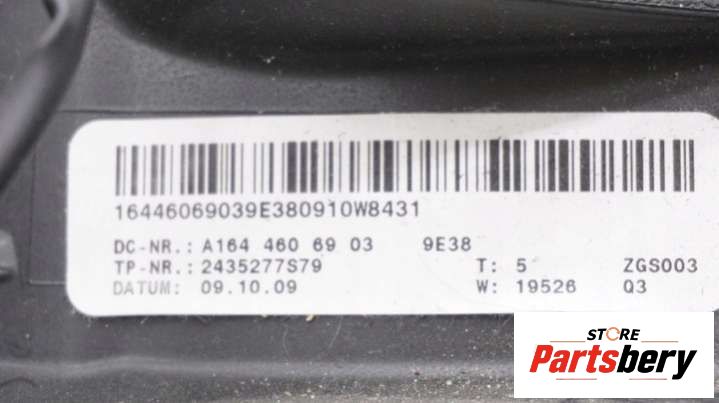 16446069039E380910W8431
DC-NR.: A164 460 69 03 9E38
TP-NR.: 2435277S79 T: 5 ZGS003
DATUM: 09.10.09 W: 19526 Q3
STORE
Partsbery